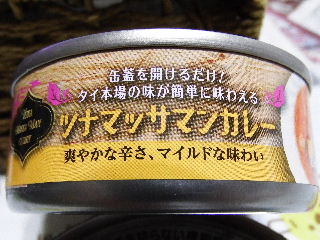 缶蓋を開けるだけ!
タイ本場の味が簡単に味わえる
ツナマッサマンカレー
爽やかな辛さ、マイルドな味わい